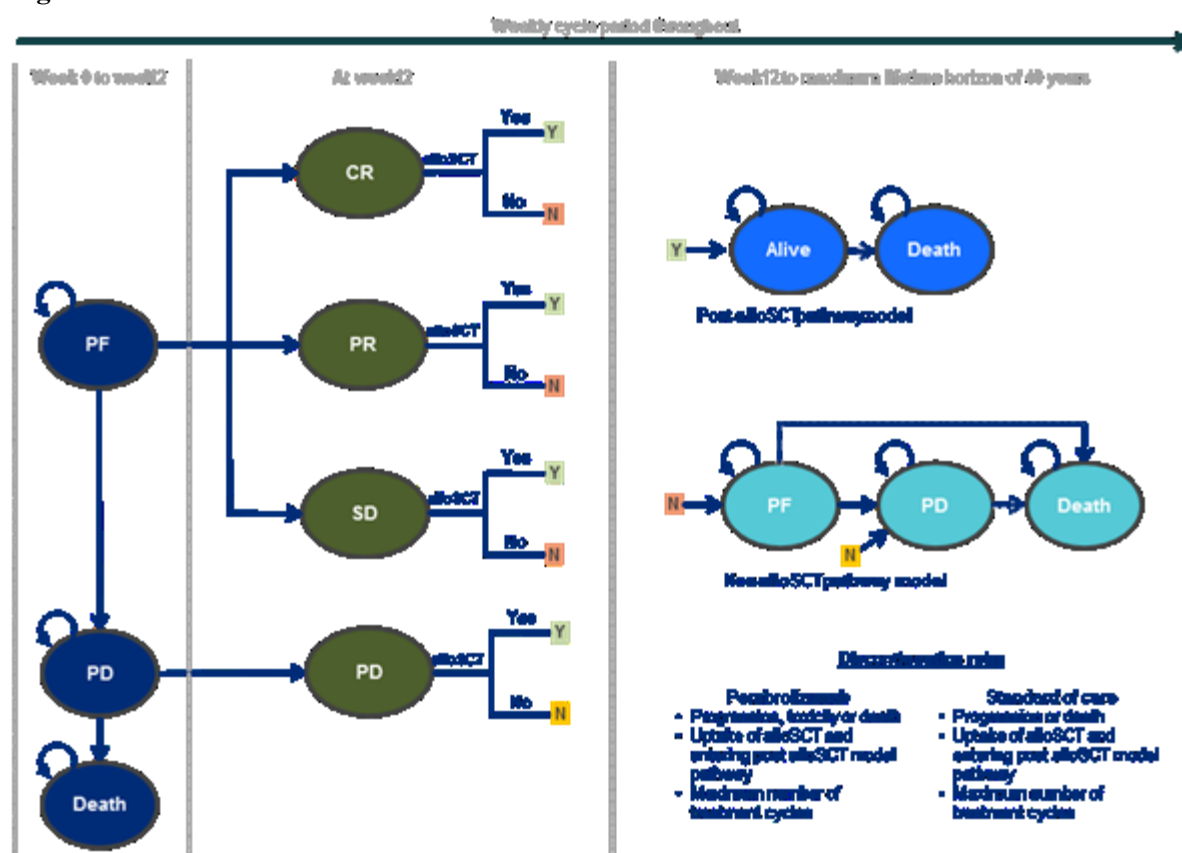 Weekly cycle period throughout
Week 0 to week12
At week12
Week12 to maximum lifetime horizon of 40 years
PF
PD
Death
CR
alloSCT
Yes
Y
No
N
PR
alloSCT
Yes
Y
No
N
SD
alloSCT
Yes
Y
No
N
PD
alloSCT
Yes
Y
No
N
Y
Alive
Death
Post-alloSCT pathway model
N
PF
PD
Death
N
alloSCT pathway model
Discontinuation rules
Pembrolizumab
• Progression, toxicity or death
• Uptake of alloSCT and
entering post alloSCT model
pathway
• Maximum number of
treatment cycles
Standard of care
• Progression or death
• Uptake of alloSCT and
entering post alloSCT model
pathway
• Maximum number of
treatment cycles